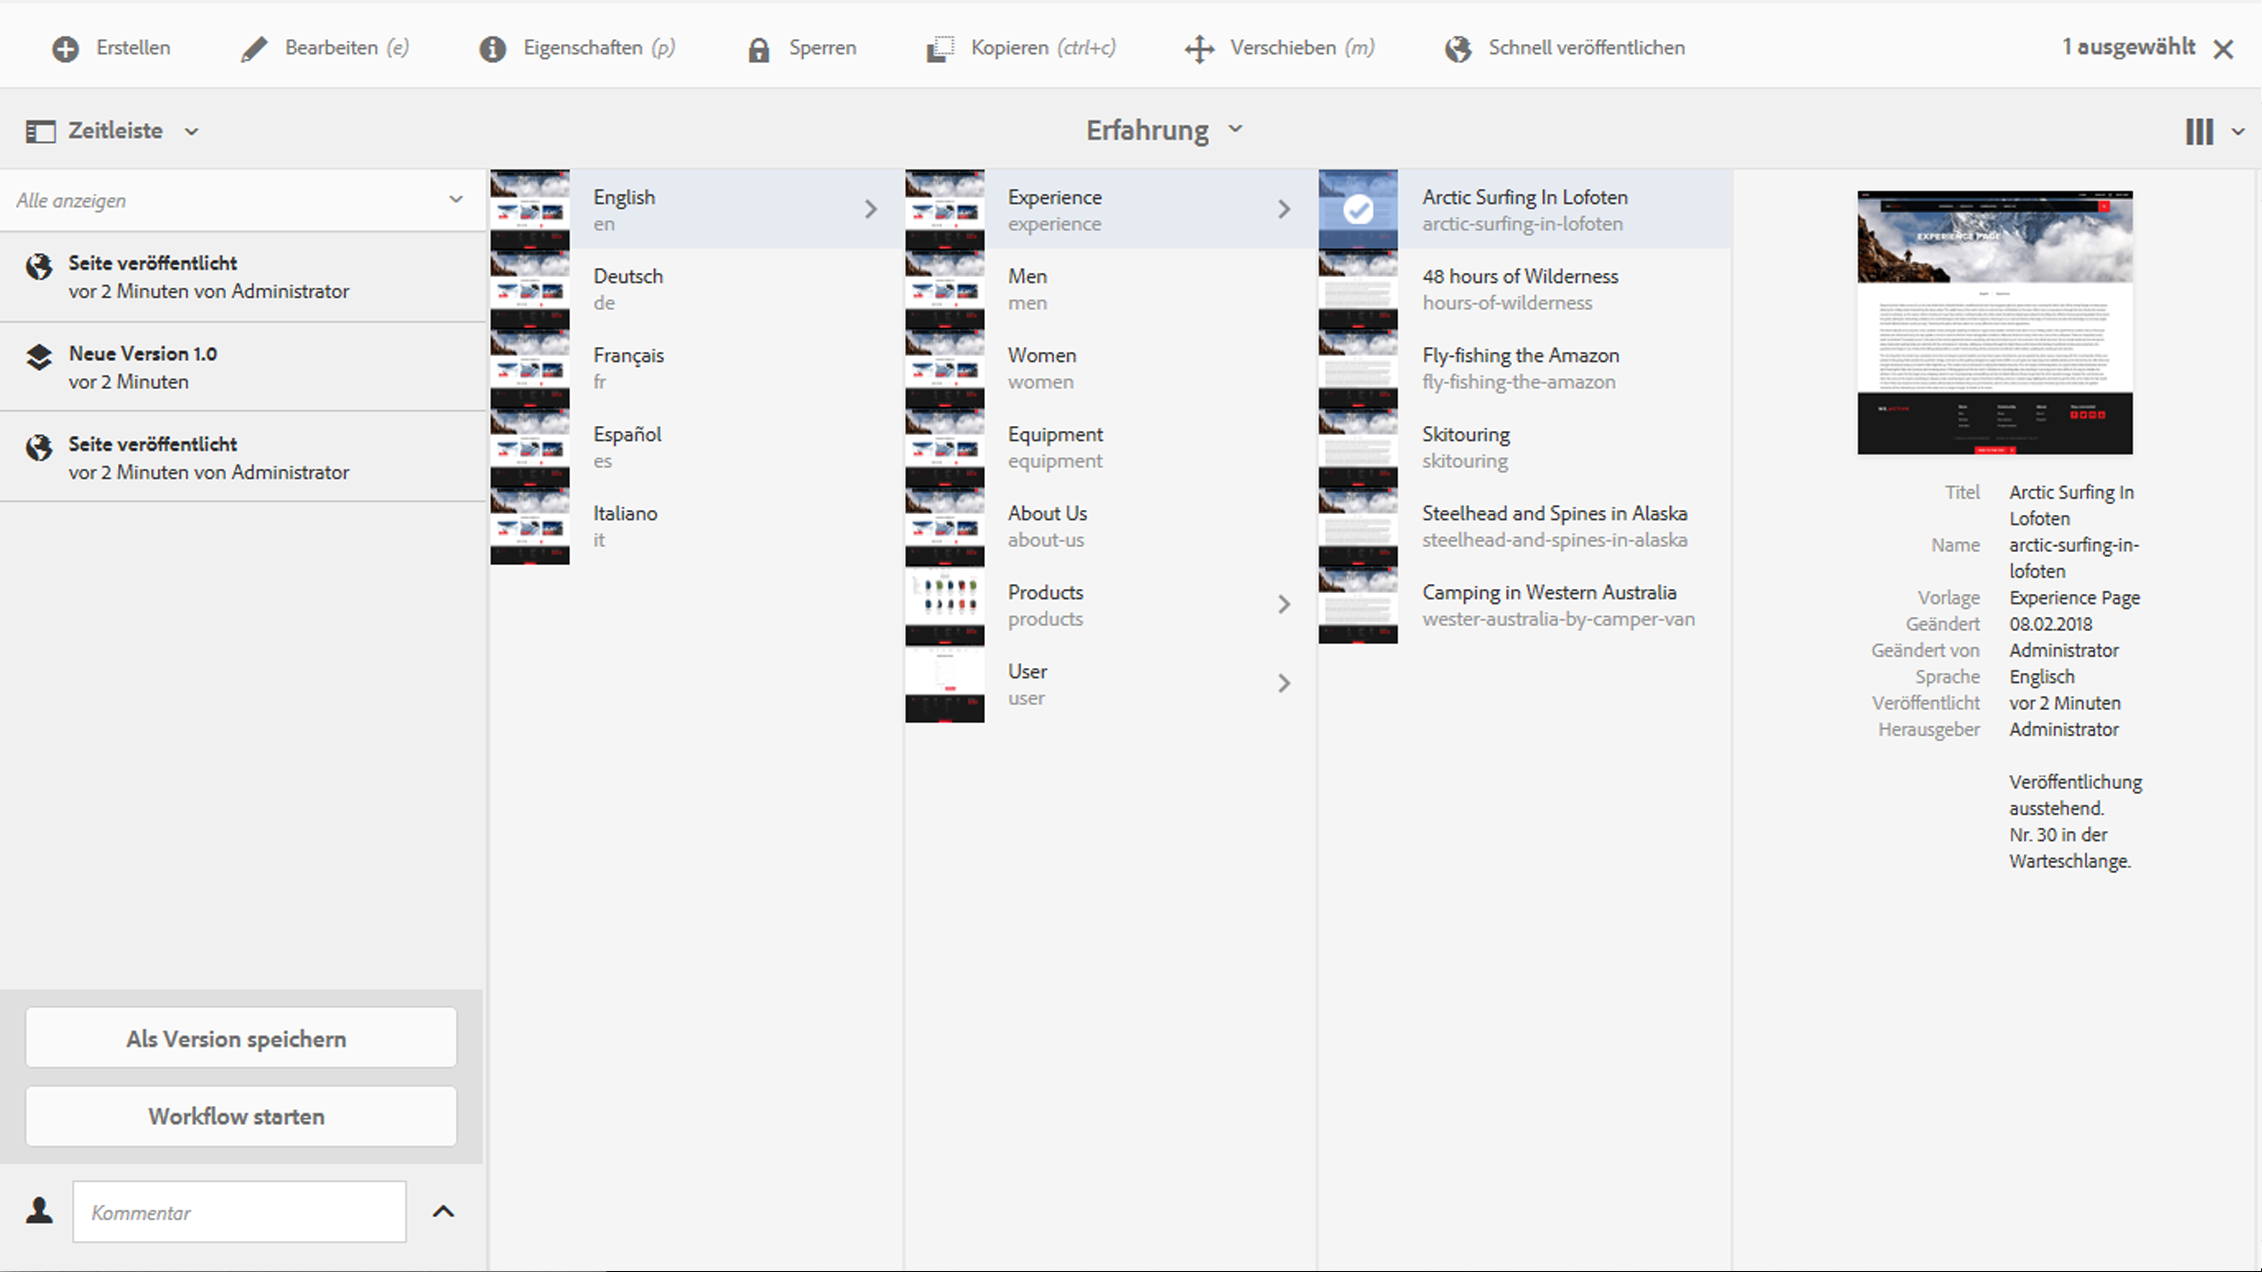 Erstellen
Bearbeiten (e)
Eigenschaften (p)
Sperren
Kopieren (ctrl+c)
Verschieben (m)
Schnell veröffentlichen
1 ausgewählt
Zeitleiste
Erfahrung
Alle anzeigen
Seite veröffentlicht
vor 2 Minuten von Administrator
Neue Version 1.0
vor 2 Minuten
Seite veröffentlicht
vor 2 Minuten von Administrator
Als Version speichern
Workflow starten
Kommentar
English
en
Deutsch
de
Français
fr
Español
es
Italiano
it
Experience
experience
Men
men
Women
women
Equipment
equipment
About Us
about-us
Products
products
User
user
Arctic Surfing In Lofoten
arctic-surfing-in-lofoten
48 hours of Wilderness
hours-of-wilderness
Fly-fishing the Amazon
fly-fishing-the-amazon
Skitouring
skitouring
Steelhead and Spines in Alaska
steelhead-and-spines-in-alaska
Camping in Western Australia
wester-australia-by-camper-van
EXPERIENCE PAGE
Titel Arctic Surfing In
Lofoten
Name arctic-surfing-in-
lofoten
Vorlage Experience Page
Geändert 08.02.2018
Geändert von Administrator
Sprache Englisch
Veröffentlicht vor 2 Minuten
Herausgeber Administrator
Veröffentlichung
ausstehend.
Nr. 30 in der
Warteschlange.